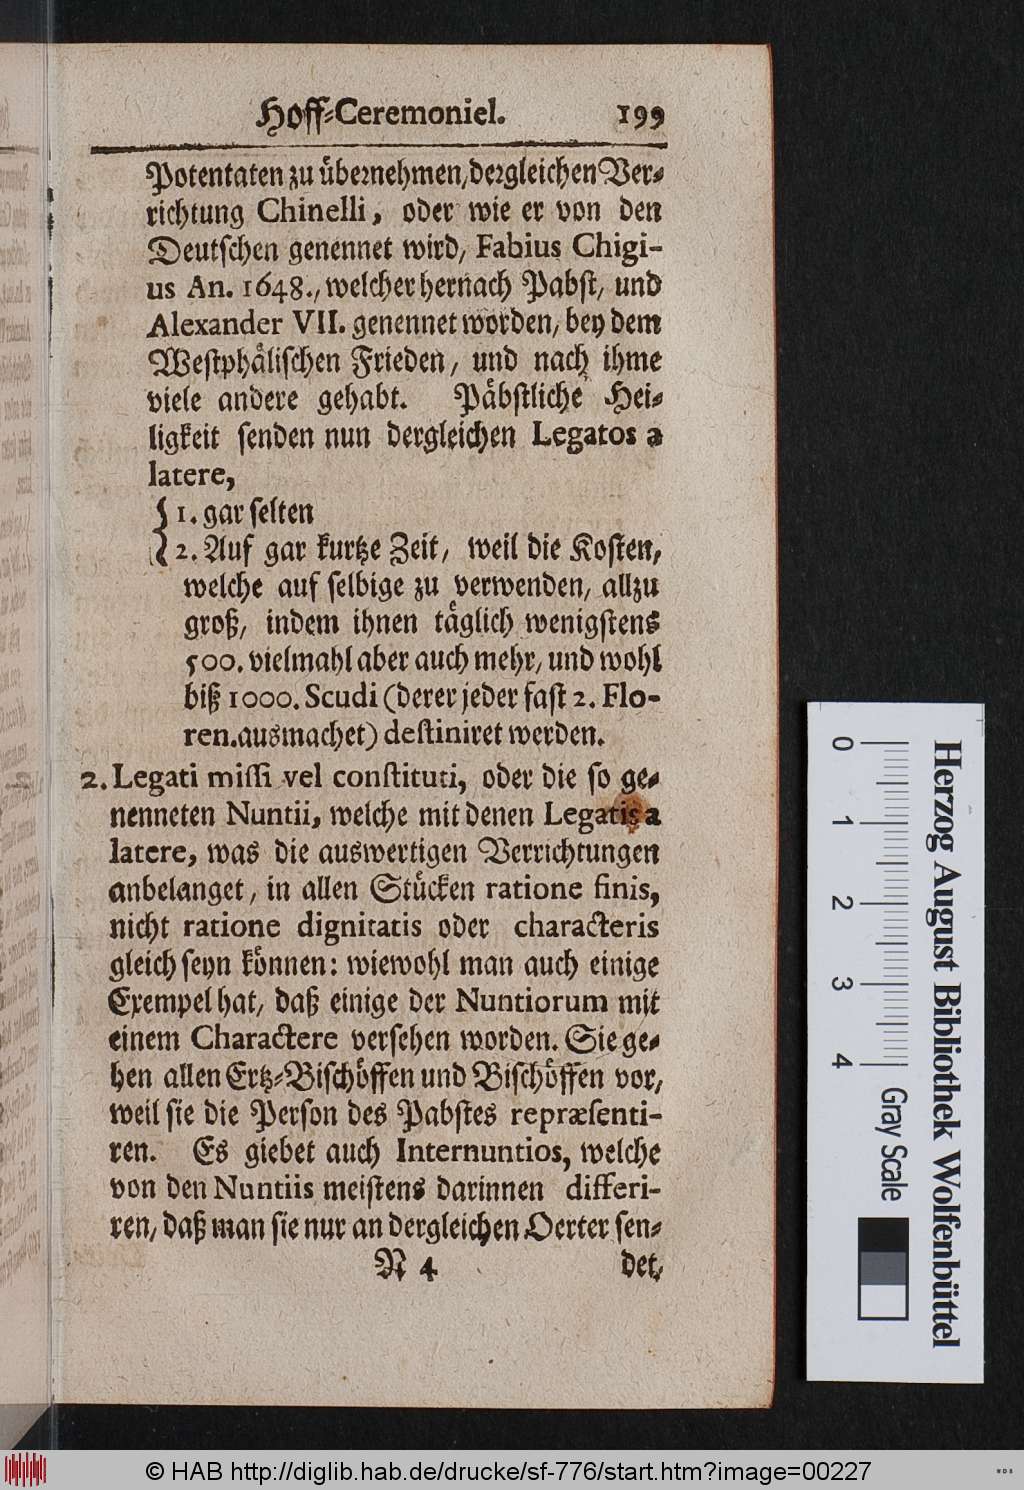 Hoff-Ceremoniel. 199
Potentaten zu übernehmen, dergleichen Ver-
richtung Chinelli, oder wie er von den
Deutschen genennet wird, Fabius Chigi-
us An. 1648., welcher hernach Pabst, und
Alexander VII. genennet worden, bey dem
Westphälischen Frieden, und nach ihme
viele andere gehabt. Päbstliche Hei-
ligkeit senden nun dergleichen Legatos a
latere,
1. gar selten
2. Auf gar kurtze Zeit, weil die Kosten,
welche auf selbige zu verwenden, allzu
groß, indem ihnen täglich wenigstens
500. vielmahl aber auch mehr, und wohl
biß 1000. Scudi (derer jeder fast 2. Flo-
ren. ausmachet) destiniret werden.
2. Legati missi vel constituti, oder die so ge-
nenneten Nuntii, welche mit denen Legatis a
latere, was die auswertigen Verrichtungen
anbelanget, in allen Stücken ratione finis,
nicht ratione dignitatis oder characteris
gleich seyn können: wiewohl man auch einige
Exempel hat, daß einige der Nuntiorum mit
einem Charactere versehen worden. Sie ge-
hen allen Ertz-Bischöffen und Bischöffen vor,
weil sie die Person des Pabstes repræsenti-
ren. Es giebet auch Internuntios, welche
von den Nuntiis meistens darinnen differi-
ren, daß man sie nur an dergleichen Oerter sen-
N 4 det,
0 1 2 3 4
Gray Scale
Herzog August Bibliothek Wolfenbüttel
© HAB http://diglib.hab.de/drucke/sf-776/start.htm?image=00227